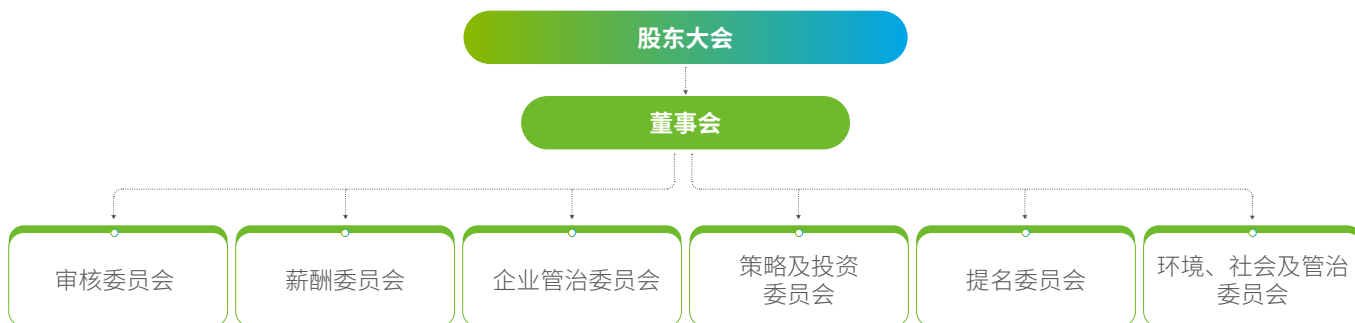 股东大会
董事会
审核委员会
薪酬委员会
企业管治委员会
策略及投资
委员会
提名委员会
环境、社会及管治
委员会